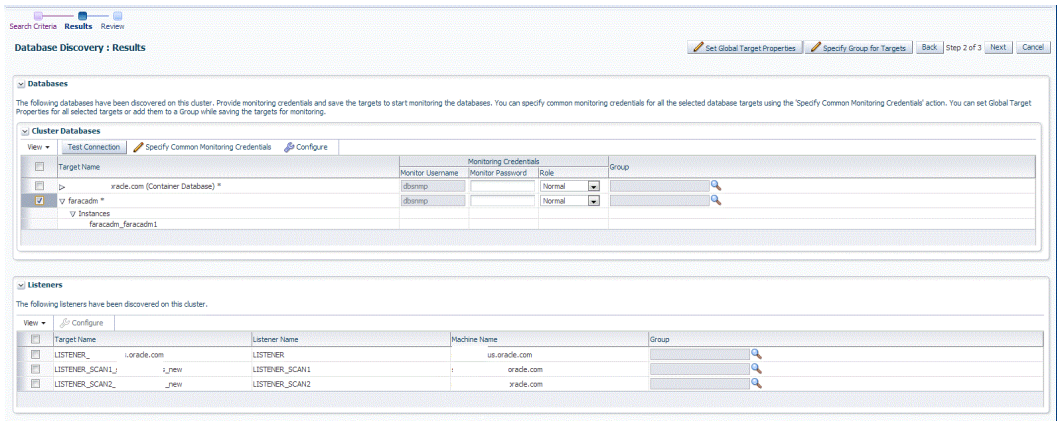 Search Criteria Results Review
Database Discovery : Results
Set Global Target Properties Specify Group for Targets Back Step 2 of 3 Next Cancel
Databases
The following databases have been discovered on this cluster. Provide monitoring credentials and save the targets to start monitoring the databases. You can specify common monitoring credentials for all the selected database targets using the 'Specify Common Monitoring Credentials' action. You can set Global Target
Properties for all selected targets or add them to a Group while saving the targets for monitoring.
Cluster Databases
View Test Connection Specify Common Monitoring Credentials Configure
Target Name Monitoring Credentials Group
Monitor Username Monitor Password Role
racle.com (Container Database) * dbsnmp Normal
faracadm * dbsnmp Normal
Instances
faracadm_faracadm1
Listeners
The following listeners have been discovered on this cluster.
View Configure
Target Name Listener Name Machine Name Group
LISTENER_ .oracle.com LISTENER us.oracle.com
LISTENER_SCAN1_ s_new LISTENER_SCAN1 oracle.com
LISTENER_SCAN2_ _new LISTENER_SCAN2 racle.com